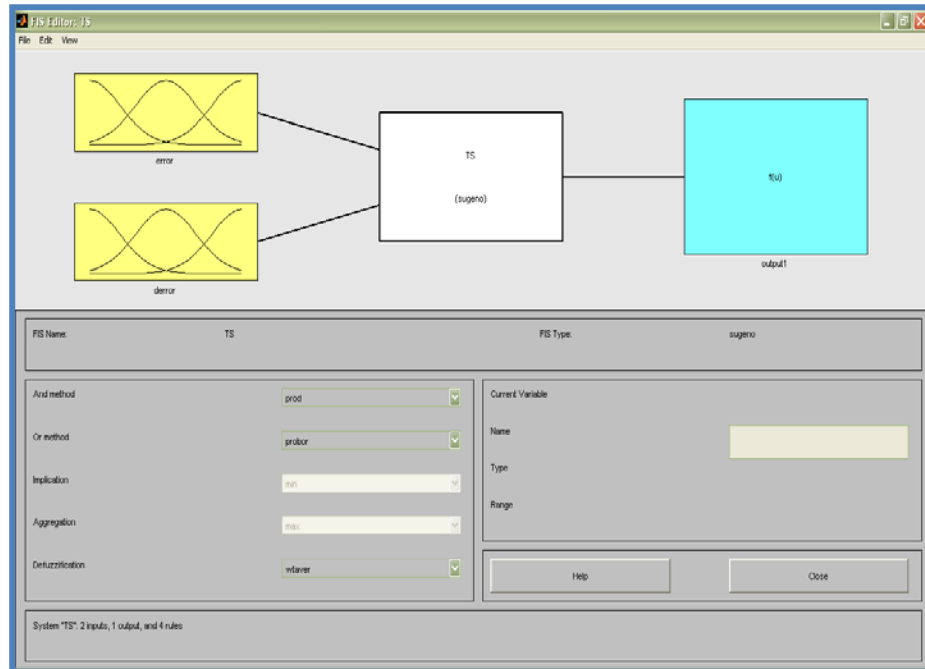 FIS Editor: TS
File Edit View
error
derror
TS
(sugeno)
f(u)
output1
FIS Name: TS FIS Type: sugeno
And method prod
Or method probor
Implication min
Aggregation max
Defuzzification wtaver
Current Variable
Name
Type
Range
Help Close
System "TS": 2 inputs, 1 output, and 4 rules